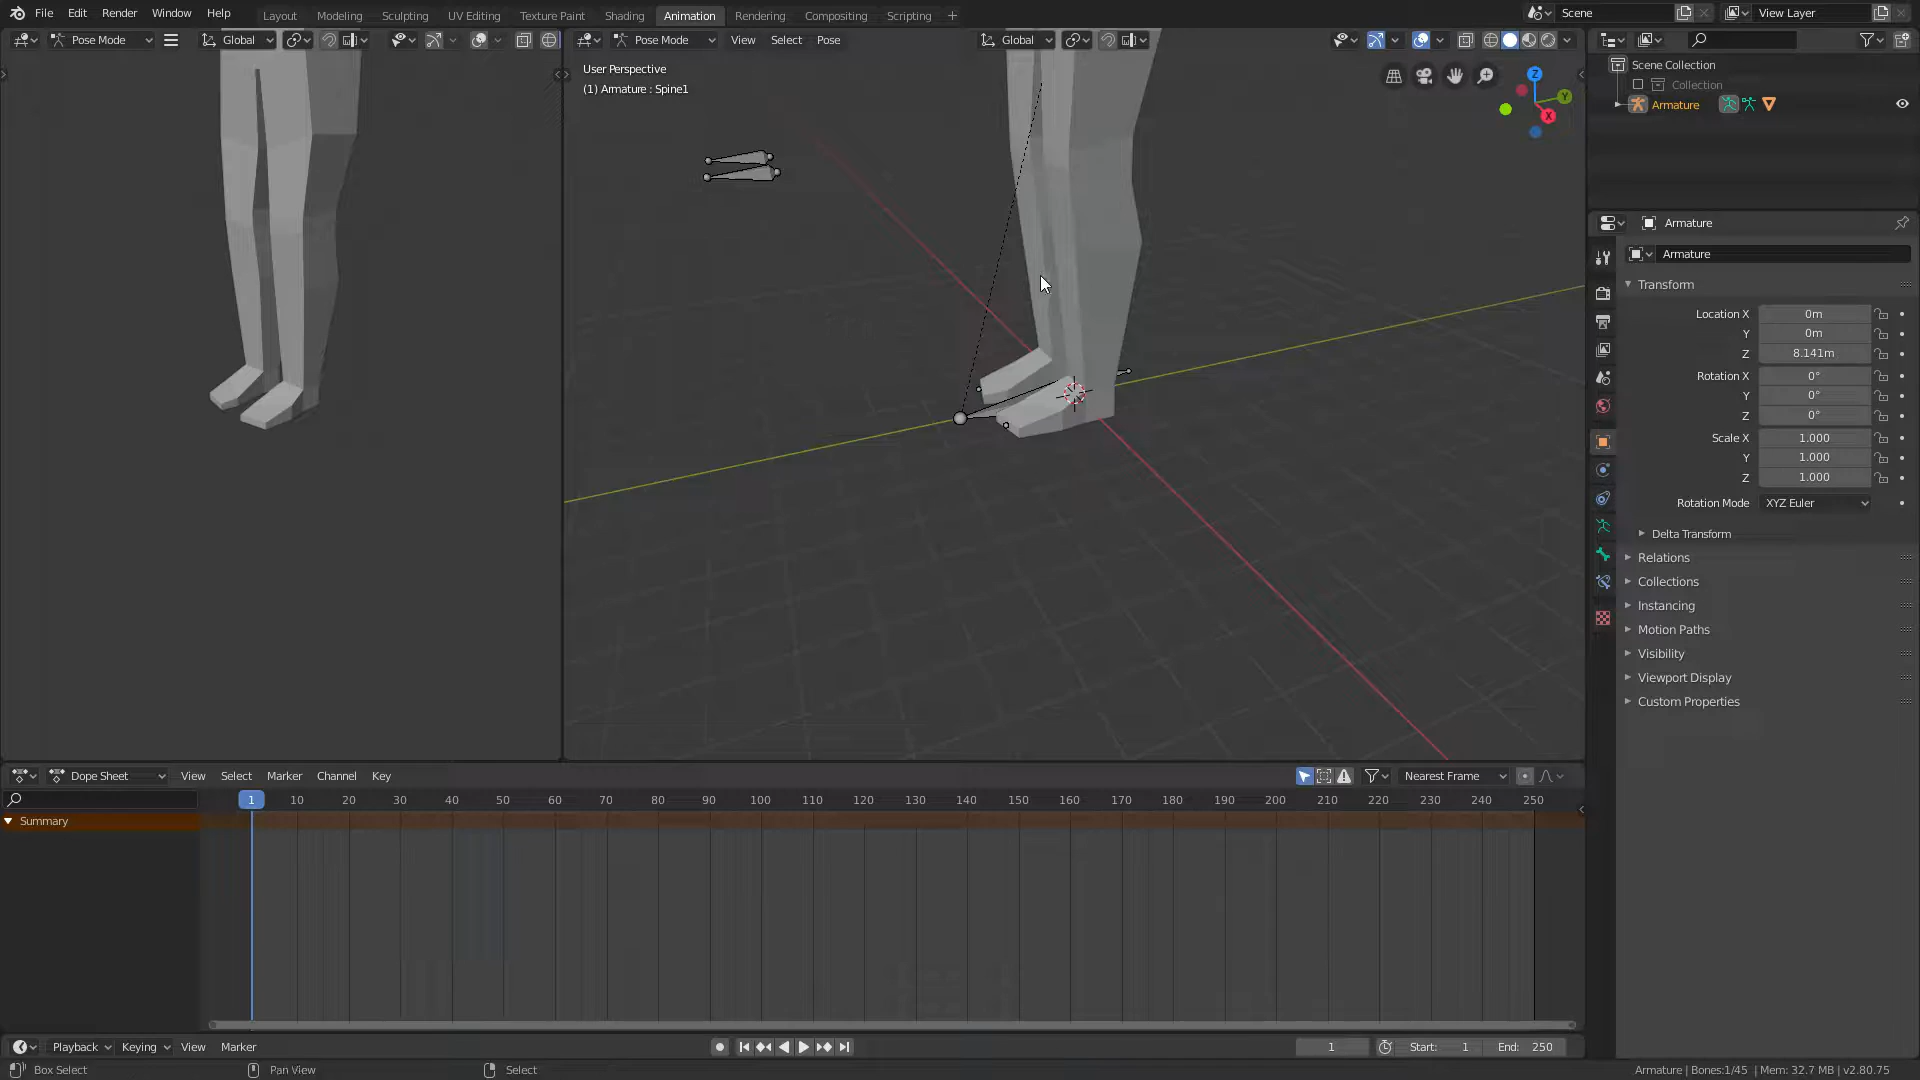 File Edit Render Window Help Layout Modeling Sculpting UV Editing Texture Paint Shading Animation Rendering Compositing Scripting + Scene View Layer
Pose Mode Global Pose Mode View Select Pose Global
User Perspective
(1) Armature : Spine1
Z
Y
X
Scene Collection
Collection
Armature
Armature
Armature
Transform
Location X 0m
Y 0m
Z 8.141m
Rotation X 0°
Y 0°
Z 0°
Scale X 1.000
Y 1.000
Z 1.000
Rotation Mode XYZ Euler
Delta Transform
Relations
Collections
Instancing
Motion Paths
Visibility
Viewport Display
Custom Properties
Dope Sheet View Select Marker Channel Key Nearest Frame
1 10 20 30 40 50 60 70 80 90 100 110 120 130 140 150 160 170 180 190 200 210 220 230 240 250
Summary
Playback Keying View Marker 1 Start: 1 End: 250
Box Select Pan View Select Armature | Bones:1/45 | Mem: 32.7 MB | v2.80.75